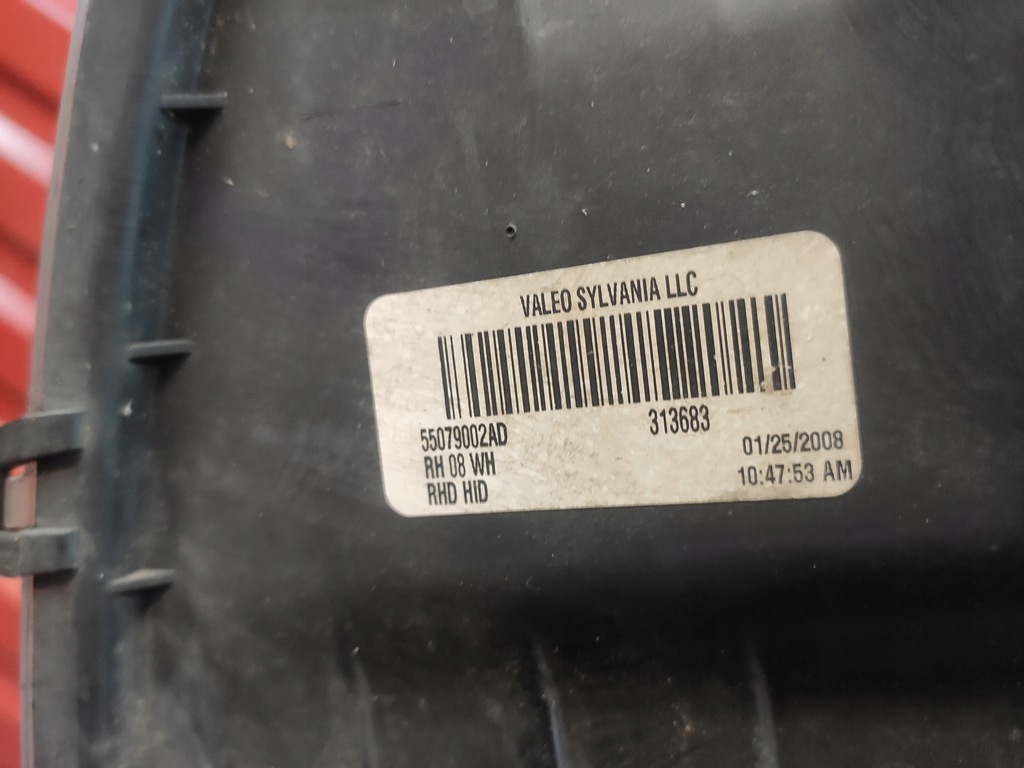 VALEO SYLVANIA LLC
55079002AD
313683
RH 08 WH
01/25/2008
RHD HID
10:47:53 AM